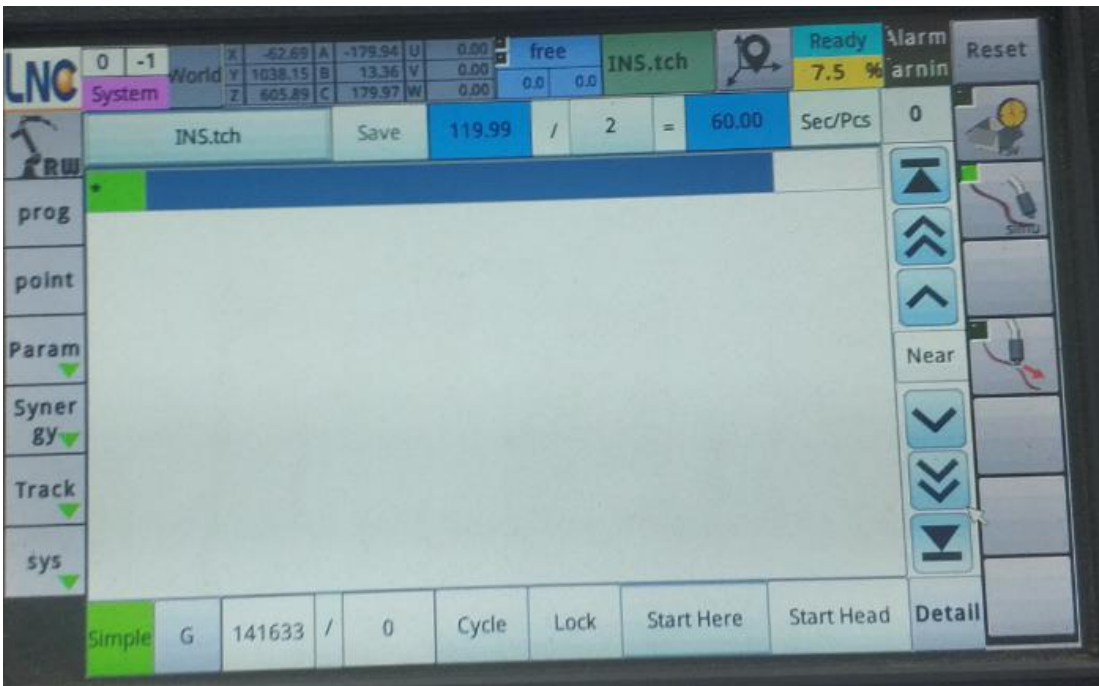 LNC
0 -1
System
World
X -62.69 A -179.94 U 0.00
Y 1038.15 B 13.36 V 0.00
Z 605.89 C 179.97 W 0.00
free
0.0 0.0
INS.tch
Ready
7.5 %
Alarm
arnin
Reset
RW
INS.tch
Save
119.99 / 2 = 60.00 Sec/Pcs
0
*
prog
point
Param
Syner
gy
Track
sys
Near
simu
Simple G 141633 / 0 Cycle Lock Start Here Start Head Detail